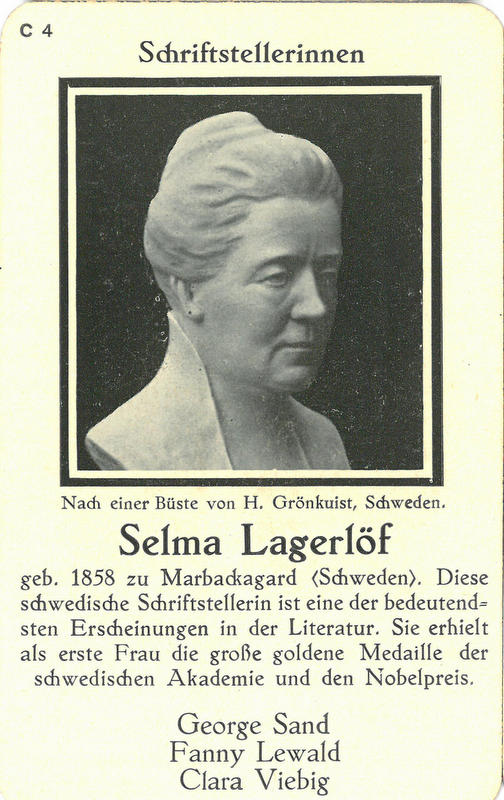 C 4
Schriftstellerinnen
Nach einer Büste von H. Grönkuist, Schweden.
Selma Lagerlöf
geb. 1858 zu Marbackagard (Schweden). Diese
schwedische Schriftstellerin ist eine der bedeutend=
sten Erscheinungen in der Literatur. Sie erhielt
als erste Frau die große goldene Medaille der
schwedischen Akademie und den Nobelpreis.
George Sand
Fanny Lewald
Clara Viebig